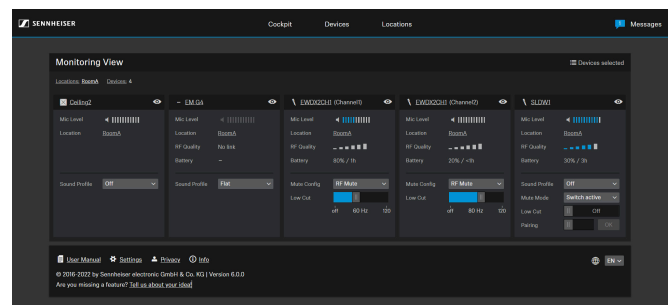 SENNHEISER
Cockpit
Devices
Locations
Messages
Monitoring View
Devices selected
Locations: RoomA Devices: 4
Ceiling2
Mic Level
Location RoomA
Sound Profile Off
EM G4
Mic Level
Location RoomA
RF Quality No link
Battery –
Sound Profile Flat
EWDX2CH1 (Channel1)
Mic Level
Location RoomA
RF Quality
Battery 80% / 1h
Mute Config RF Mute
Low Cut
off 60 Hz 120
EWDX2CH1 (Channel2)
Mic Level
Location RoomA
RF Quality
Battery 20% / <1h
Mute Config RF Mute
Low Cut
off 80 Hz 120
SLDW1
Mic Level
Location RoomA
RF Quality
Battery 30% / 3h
Sound Profile Off
Mute Mode Switch active
Low Cut Off
Pairing
User Manual Settings Privacy Info
EN
© 2016-2022 by Sennheiser electronic GmbH & Co. KG | Version 6.0.0
Are you missing a feature? Tell us about your idea!